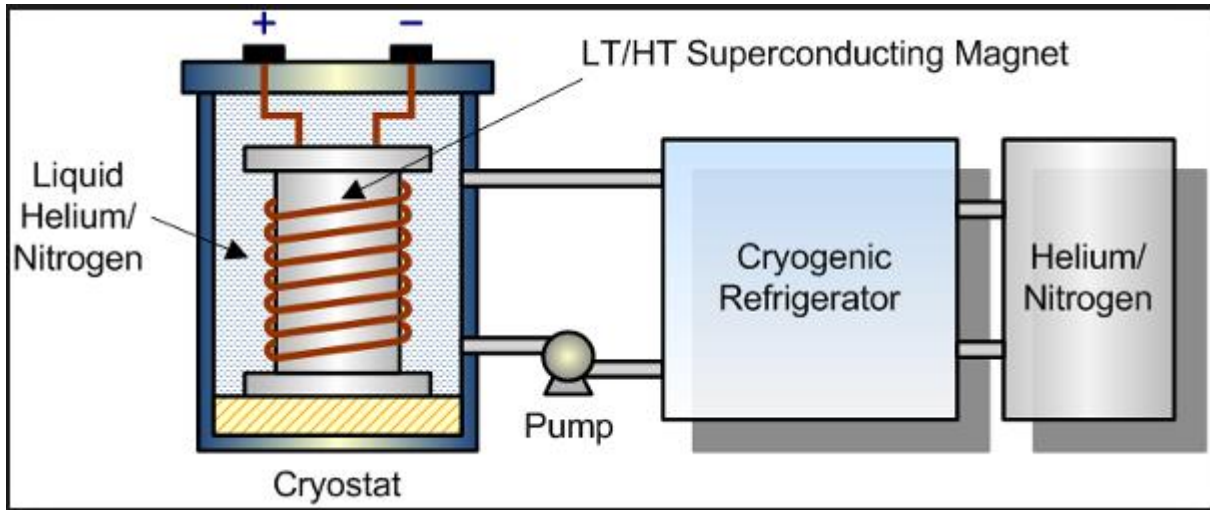 + −
LT/HT Superconducting Magnet
Liquid
Helium/
Nitrogen
Cryogenic
Refrigerator
Helium/
Nitrogen
Pump
Cryostat